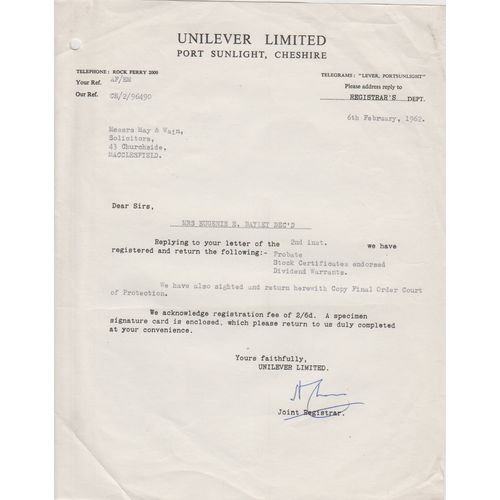 UNILEVER LIMITED
PORT SUNLIGHT, CHESHIRE
TELEPHONE: ROCK FERRY 2000
TELEGRAMS: "LEVER, PORTSUNLIGHT"
Your Ref. AF/EM
Please address reply to
Our Ref. CE/2/96490
REGISTRAR'S DEPT.
6th February, 1962.
Messrs May & Wain,
Solicitors,
43 Churchside,
MACCLESFIELD.
Dear Sirs,
MRS EUGENIE E. BAYLEY DEC'D
Replying to your letter of the 2nd inst. we have
registered and return the following:- Probate
Stock Certificates endorsed
Dividend Warrants.
We have also sighted and return herewith Copy Final Order Court
of Protection.
We acknowledge registration fee of 2/6d. A specimen
signature card is enclosed, which please return to us duly completed
at your convenience.
Yours faithfully,
UNILEVER LIMITED.
Joint Registrar.